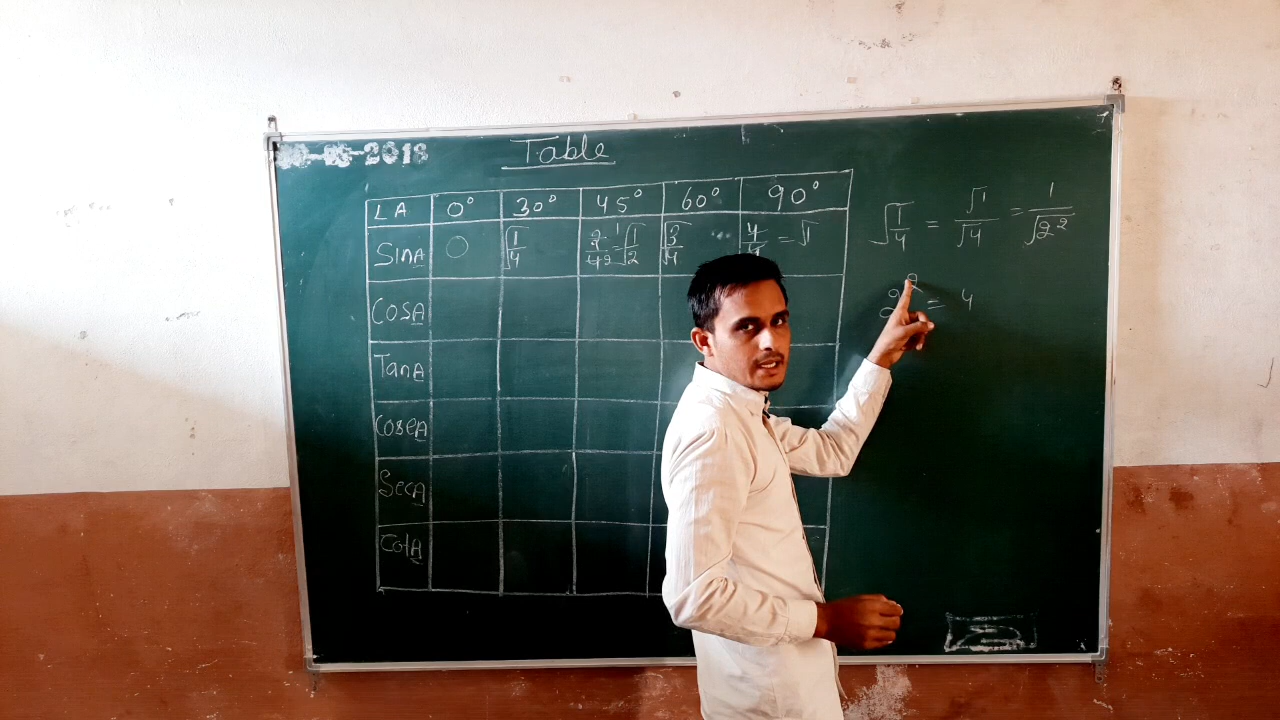 2018
Table
LA 0° 30° 45° 60° 90°
SinA 0 √1/4 2/4 = √1/2 √3/4 4/4 = √1
CosA
TanA
CosecA
SecA
CotA
√1/4 = √1/√4 = 1/√2²
2² = 4